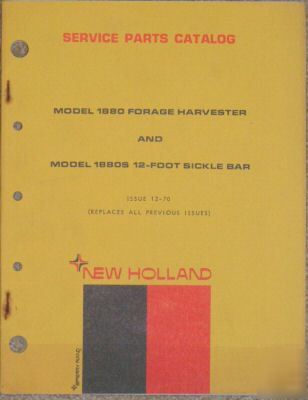 SERVICE PARTS CATALOG
MODEL 1880 FORAGE HARVESTER
AND
MODEL 1880S 12-FOOT SICKLE BAR
ISSUE 12-70
(REPLACES ALL PREVIOUS ISSUES)
NEW HOLLAND